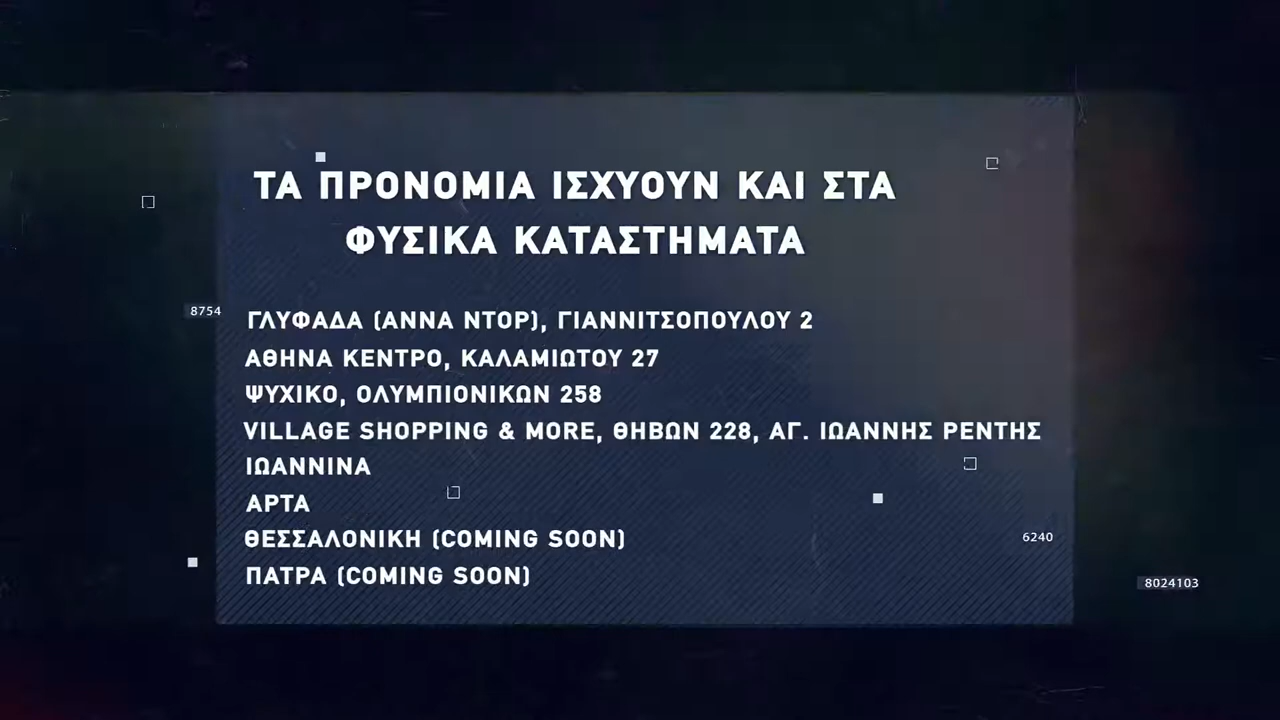 ΤΑ ΠΡΟΝΟΜΙΑ ΙΣΧΥΟΥΝ ΚΑΙ ΣΤΑ
ΦΥΣΙΚΑ ΚΑΤΑΣΤΗΜΑΤΑ
8754
ΓΛΥΦΑΔΑ (ΑΝΝΑ ΝΤΟΡ), ΓΙΑΝΝΙΤΣΟΠΟΥΛΟΥ 2
ΑΘΗΝΑ ΚΕΝΤΡΟ, ΚΑΛΑΜΙΩΤΟΥ 27
ΨΥΧΙΚΟ, ΟΛΥΜΠΙΟΝΙΚΩΝ 258
VILLAGE SHOPPING & MORE, ΘΗΒΩΝ 228, ΑΓ. ΙΩΑΝΝΗΣ ΡΕΝΤΗΣ
ΙΩΑΝΝΙΝΑ
ΑΡΤΑ
ΘΕΣΣΑΛΟΝΙΚΗ (COMING SOON)
6240
ΠΑΤΡΑ (COMING SOON)
8024103